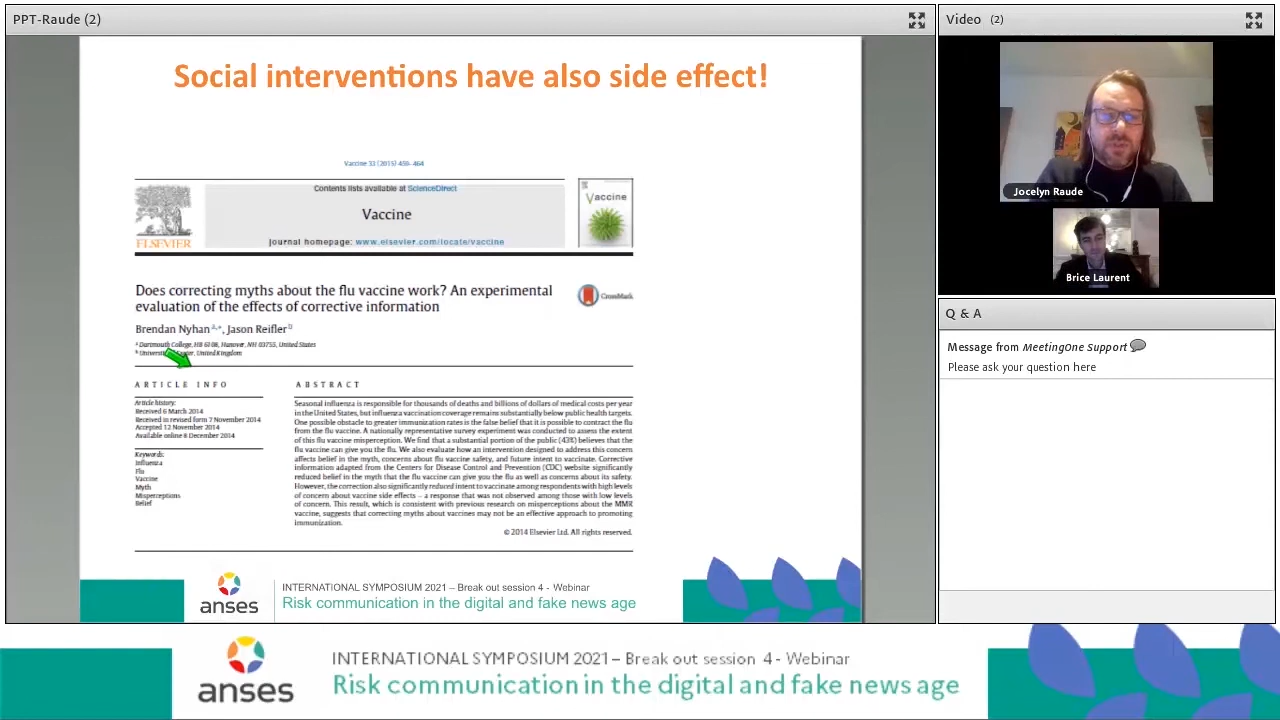 PPT-Raude (2)
Social interventions have also side effect!
Vaccine 33 (2015) 459–464
Contents lists available at ScienceDirect
Vaccine
journal homepage: www.elsevier.com/locate/vaccine
ELSEVIER
Vaccine
Does correcting myths about the flu vaccine work? An experimental
evaluation of the effects of corrective information
CrossMark
Brendan Nyhan a,*, Jason Reifler b
a Dartmouth College, HB 6108, Hanover, NH 03755, United States
b United Kingdom
ARTICLE INFO
Article history:
Received 6 March 2014
Received in revised form 7 November 2014
Accepted 12 November 2014
Available online 8 December 2014
Keywords:
Influenza
Flu
Vaccine
Myth
Misperceptions
Belief
ABSTRACT
Seasonal influenza is responsible for thousands of deaths and billions of dollars of medical costs per year
in the United States, but influenza vaccination coverage remains substantially below public health targets.
One possible obstacle to greater immunization rates is the false belief that it is possible to contract the flu
from the flu vaccine. A nationally representative survey experiment was conducted to assess the extent
of this flu vaccine misperception. We find that a substantial portion of the public (43%) believes that the
flu vaccine can give you the flu. We also evaluate how an intervention designed to address this concern
affects belief in the myth, concerns about flu vaccine safety, and future intent to vaccinate. Corrective
information adapted from the Centers for Disease Control and Prevention (CDC) website significantly
reduced belief in the myth that the flu vaccine can give you the flu as well as concerns about its safety.
However, the correction also significantly reduced intent to vaccinate among respondents with high levels
of concern about vaccine side effects – a response that was not observed among those with low levels
of concern. This result, which is consistent with previous research on misperceptions about the MMR
vaccine, suggests that correcting myths about vaccines may not be an effective approach to promoting
immunization.
© 2014 Elsevier Ltd. All rights reserved.
anses
INTERNATIONAL SYMPOSIUM 2021 – Break out session 4 - Webinar
Risk communication in the digital and fake news age
Video (2)
Jocelyn Raude
Brice Laurent
Q & A
Message from MeetingOne Support
Please ask your question here
anses
INTERNATIONAL SYMPOSIUM 2021 – Break out session 4 - Webinar
Risk communication in the digital and fake news age